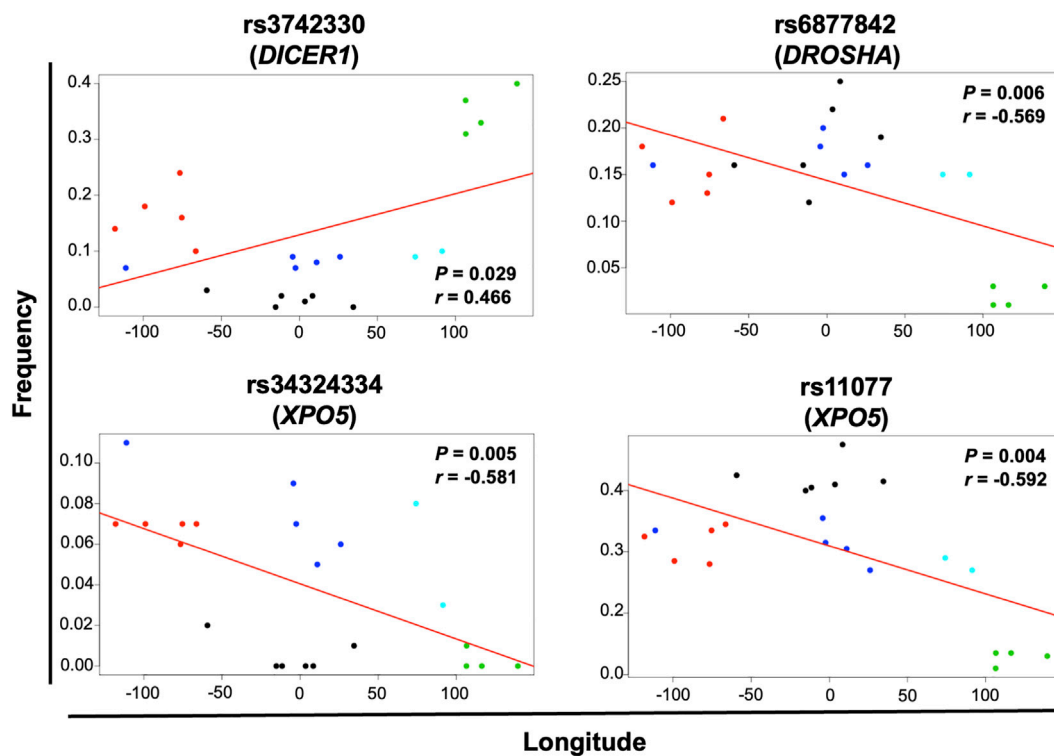 rs3742330
(DICER1)
0.4
0.3
0.2
0.1
0.0
P = 0.029
r = 0.466
-100
-50
0
50
100
rs6877842
(DROSHA)
0.25
0.20
0.15
0.10
0.05
P = 0.006
r = -0.569
-100
-50
0
50
100
rs34324334
(XPO5)
0.10
0.08
0.06
0.04
0.02
0.00
P = 0.005
r = -0.581
-100
-50
0
50
100
rs11077
(XPO5)
0.4
0.3
0.2
0.0
P = 0.004
r = -0.592
-100
-50
0
50
100
Frequency
Longitude